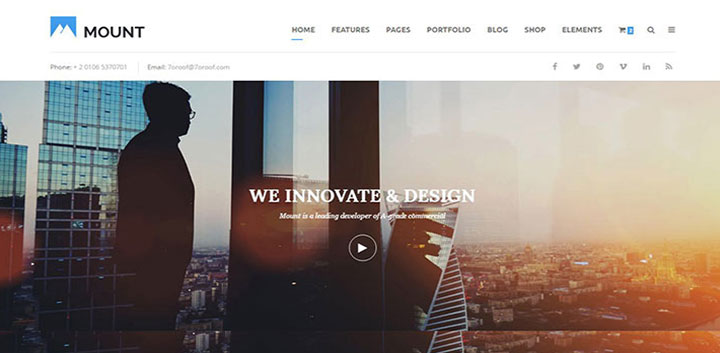 MOUNT
HOME FEATURES PAGES PORTFOLIO BLOG SHOP ELEMENTS 2
Phone: + 2 0106 5370701 Email: 7oroof@7oroof.com
WE INNOVATE & DESIGN
Mount is a leading developer of A-grade commercial